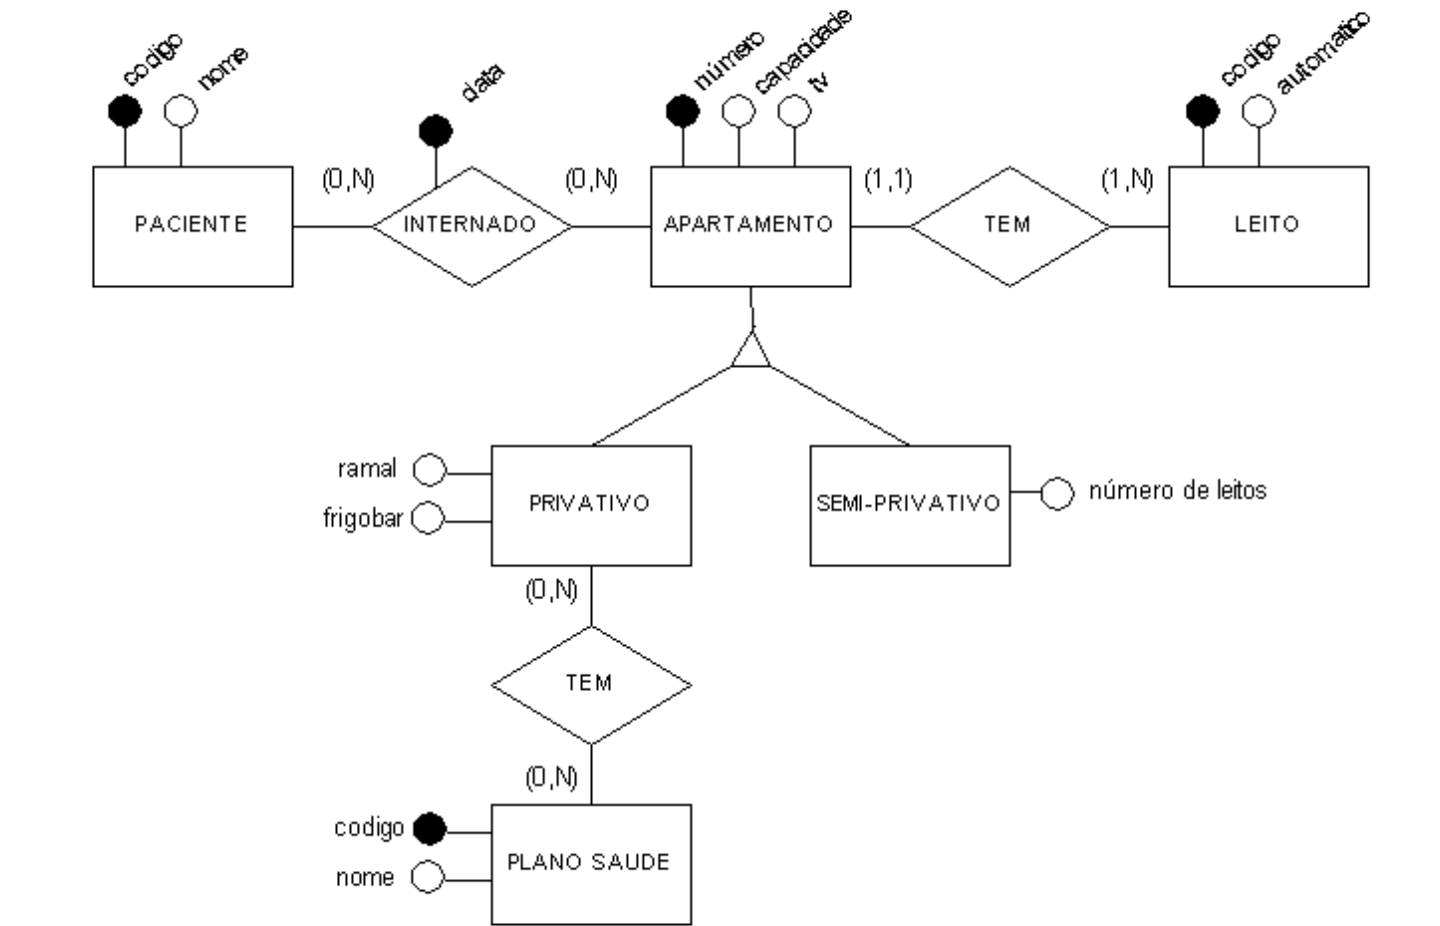 codigo
nome
data
número
capacidade
tv
codigo
automatico
(0,N)
(0,N)
(1,1)
(1,N)
PACIENTE
INTERNADO
APARTAMENTO
TEM
LEITO
ramal
frigobar
PRIVATIVO
SEMI-PRIVATIVO
número de leitos
(0,N)
TEM
(0,N)
codigo
nome
PLANO SAUDE